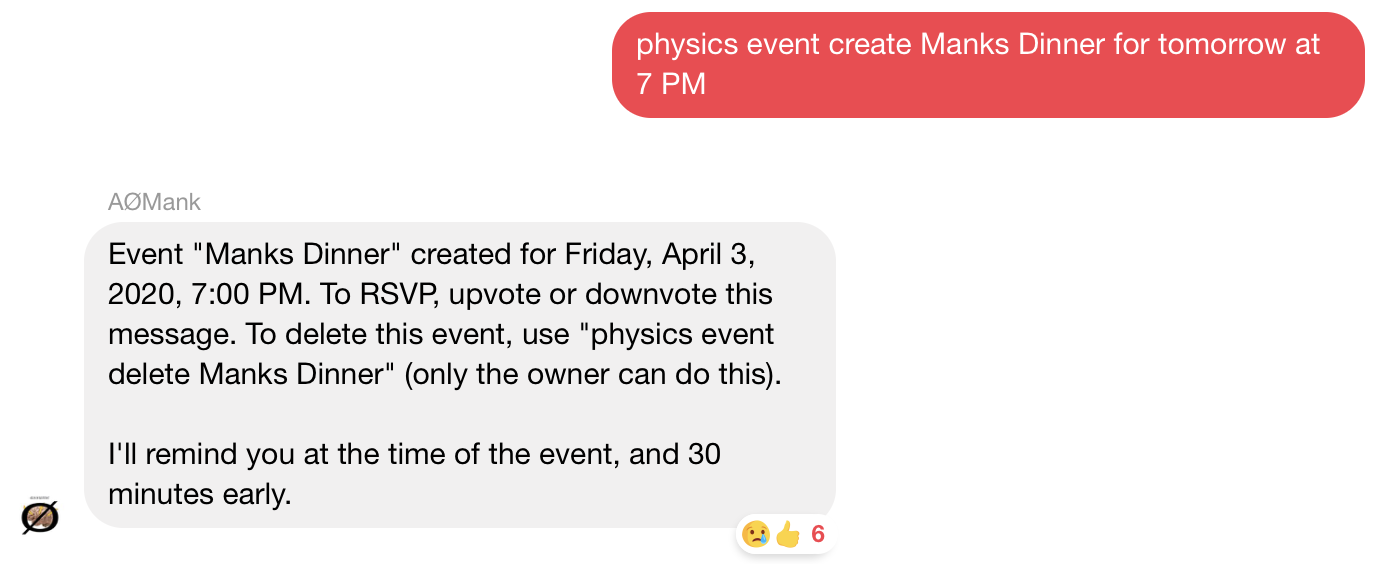 physics event create Manks Dinner for tomorrow at
7 PM
AØMank
Event "Manks Dinner" created for Friday, April 3,
2020, 7:00 PM. To RSVP, upvote or downvote this
message. To delete this event, use "physics event
delete Manks Dinner" (only the owner can do this).
I'll remind you at the time of the event, and 30
minutes early.
Ø
6